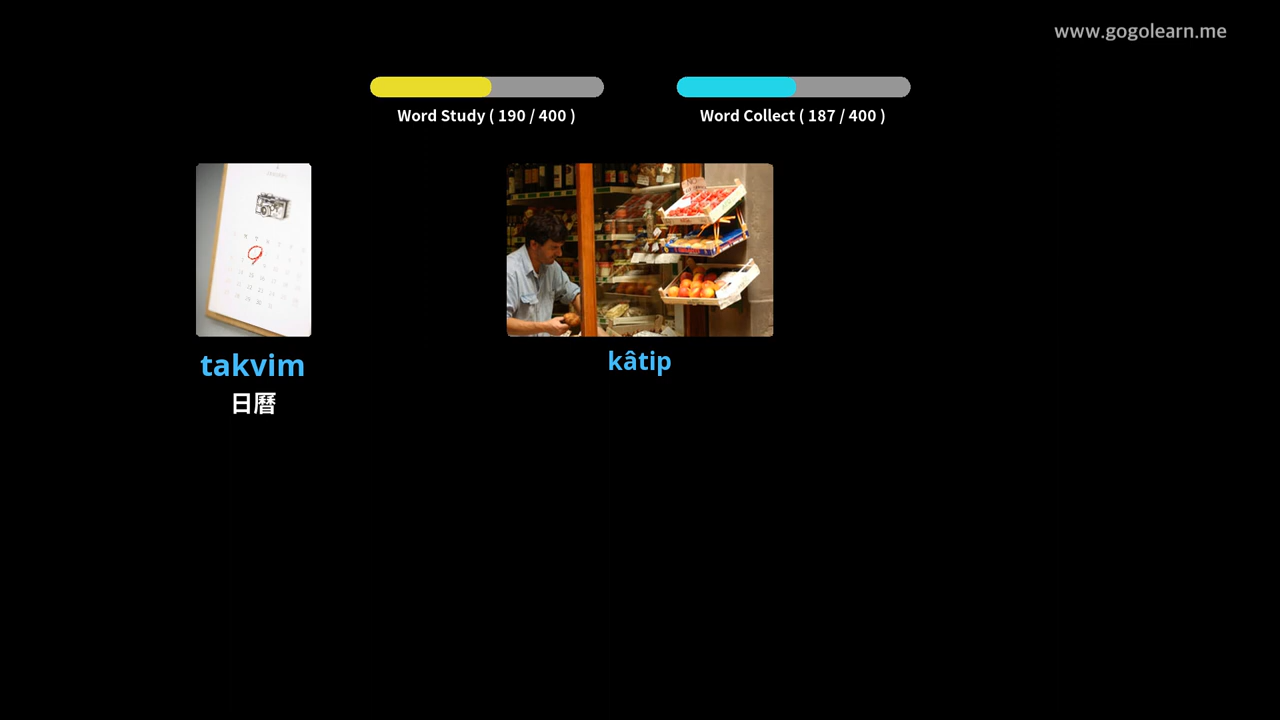 www.gogolearn.me
Word Study ( 190 / 400 )
Word Collect ( 187 / 400 )
takvim
日曆
kâtip